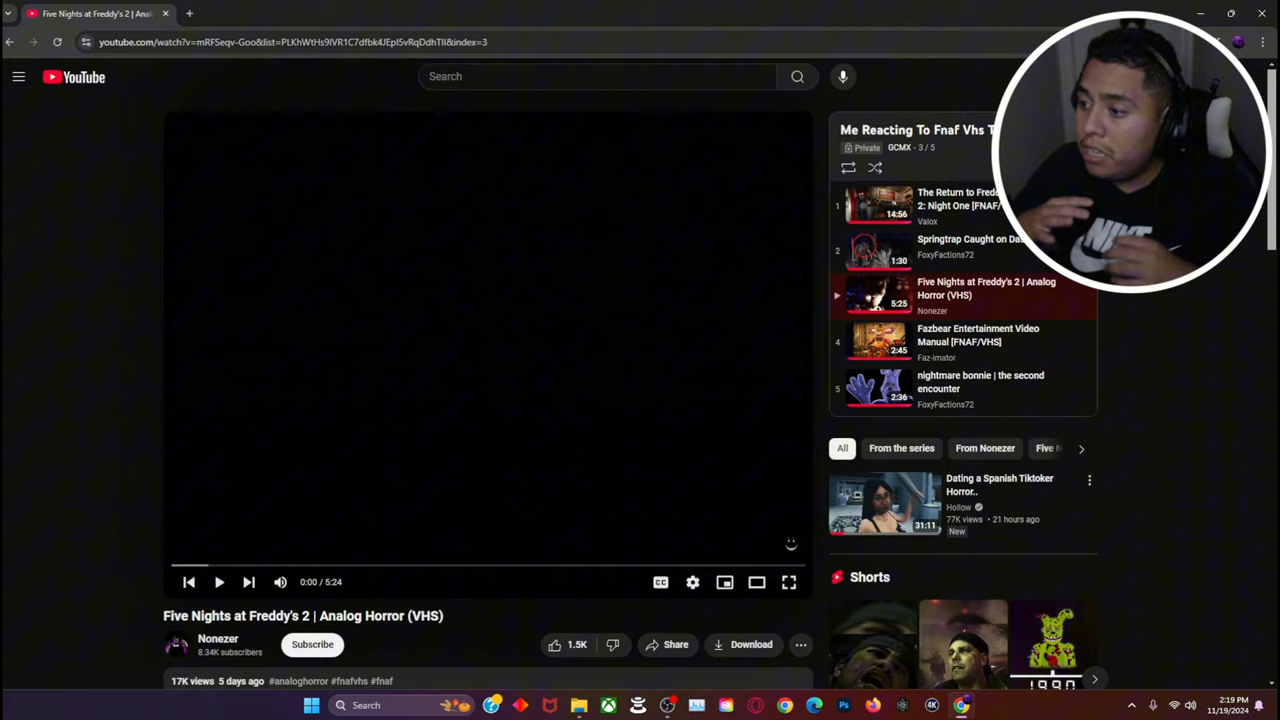 Five Nights at Freddy's 2 | Anal
youtube.com/watch?v=mRFSeqv-Goo&list=PLKhWtHs9lVR1C7dfbk4JEpI5vRqDdhTII&index=3
YouTube
Search
Me Reacting To Fnaf Vhs T
Private GCMX - 3 / 5
1
14:56
The Return to Fredd
2: Night One [FNAF/
Valox
2
1:30
Springtrap Caught on Das
FoxyFactions72
5:25
Five Nights at Freddy's 2 | Analog
Horror (VHS)
Nonezer
4
2:45
Fazbear Entertainment Video
Manual [FNAF/VHS]
Faz-imator
5
2:36
nightmare bonnie | the second
encounter
FoxyFactions72
NIKE
All From the series From Nonezer Five N
31:11
Dating a Spanish Tiktoker
Horror..
Hollow
77K views • 21 hours ago
New
0:00 / 5:24
CC
Shorts
Five Nights at Freddy's 2 | Analog Horror (VHS)
Nonezer
8.34K subscribers
Subscribe
1.5K
Share
Download
17K views 5 days ago #analoghorror #fnafvhs #fnaf
1990
Search
Ps
4K
2:19 PM
11/19/2024